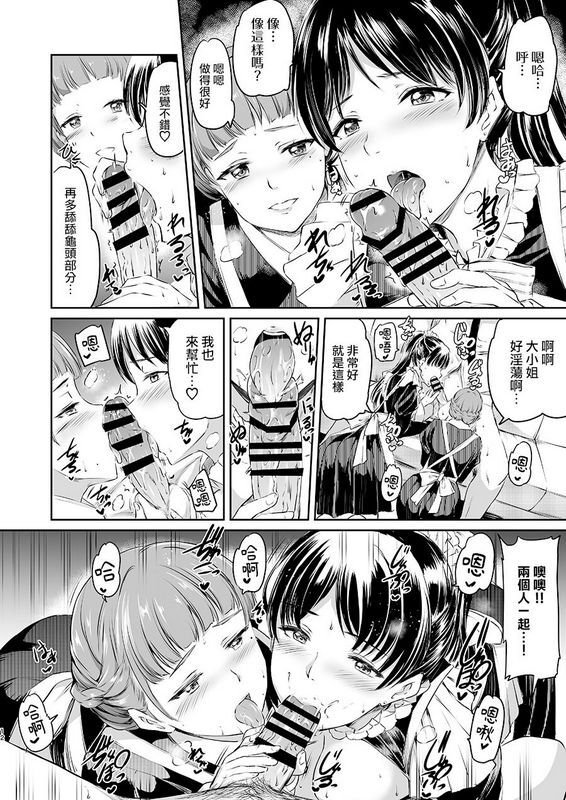 嗯哈…
呼…
像…
像這樣嗎？
嗯嗯
做得很好
感覺不錯
再多舔舔龜頭部分…
啊啊
大小姐
好淫蕩啊…
嗯
嗯
嗯唔
非常好
就是這樣
我也
來幫忙…♡
嗯
嗯嗯
噢噢!!
兩個人一起…!
嗯
嗯啾
哈啊
哈
哈啊